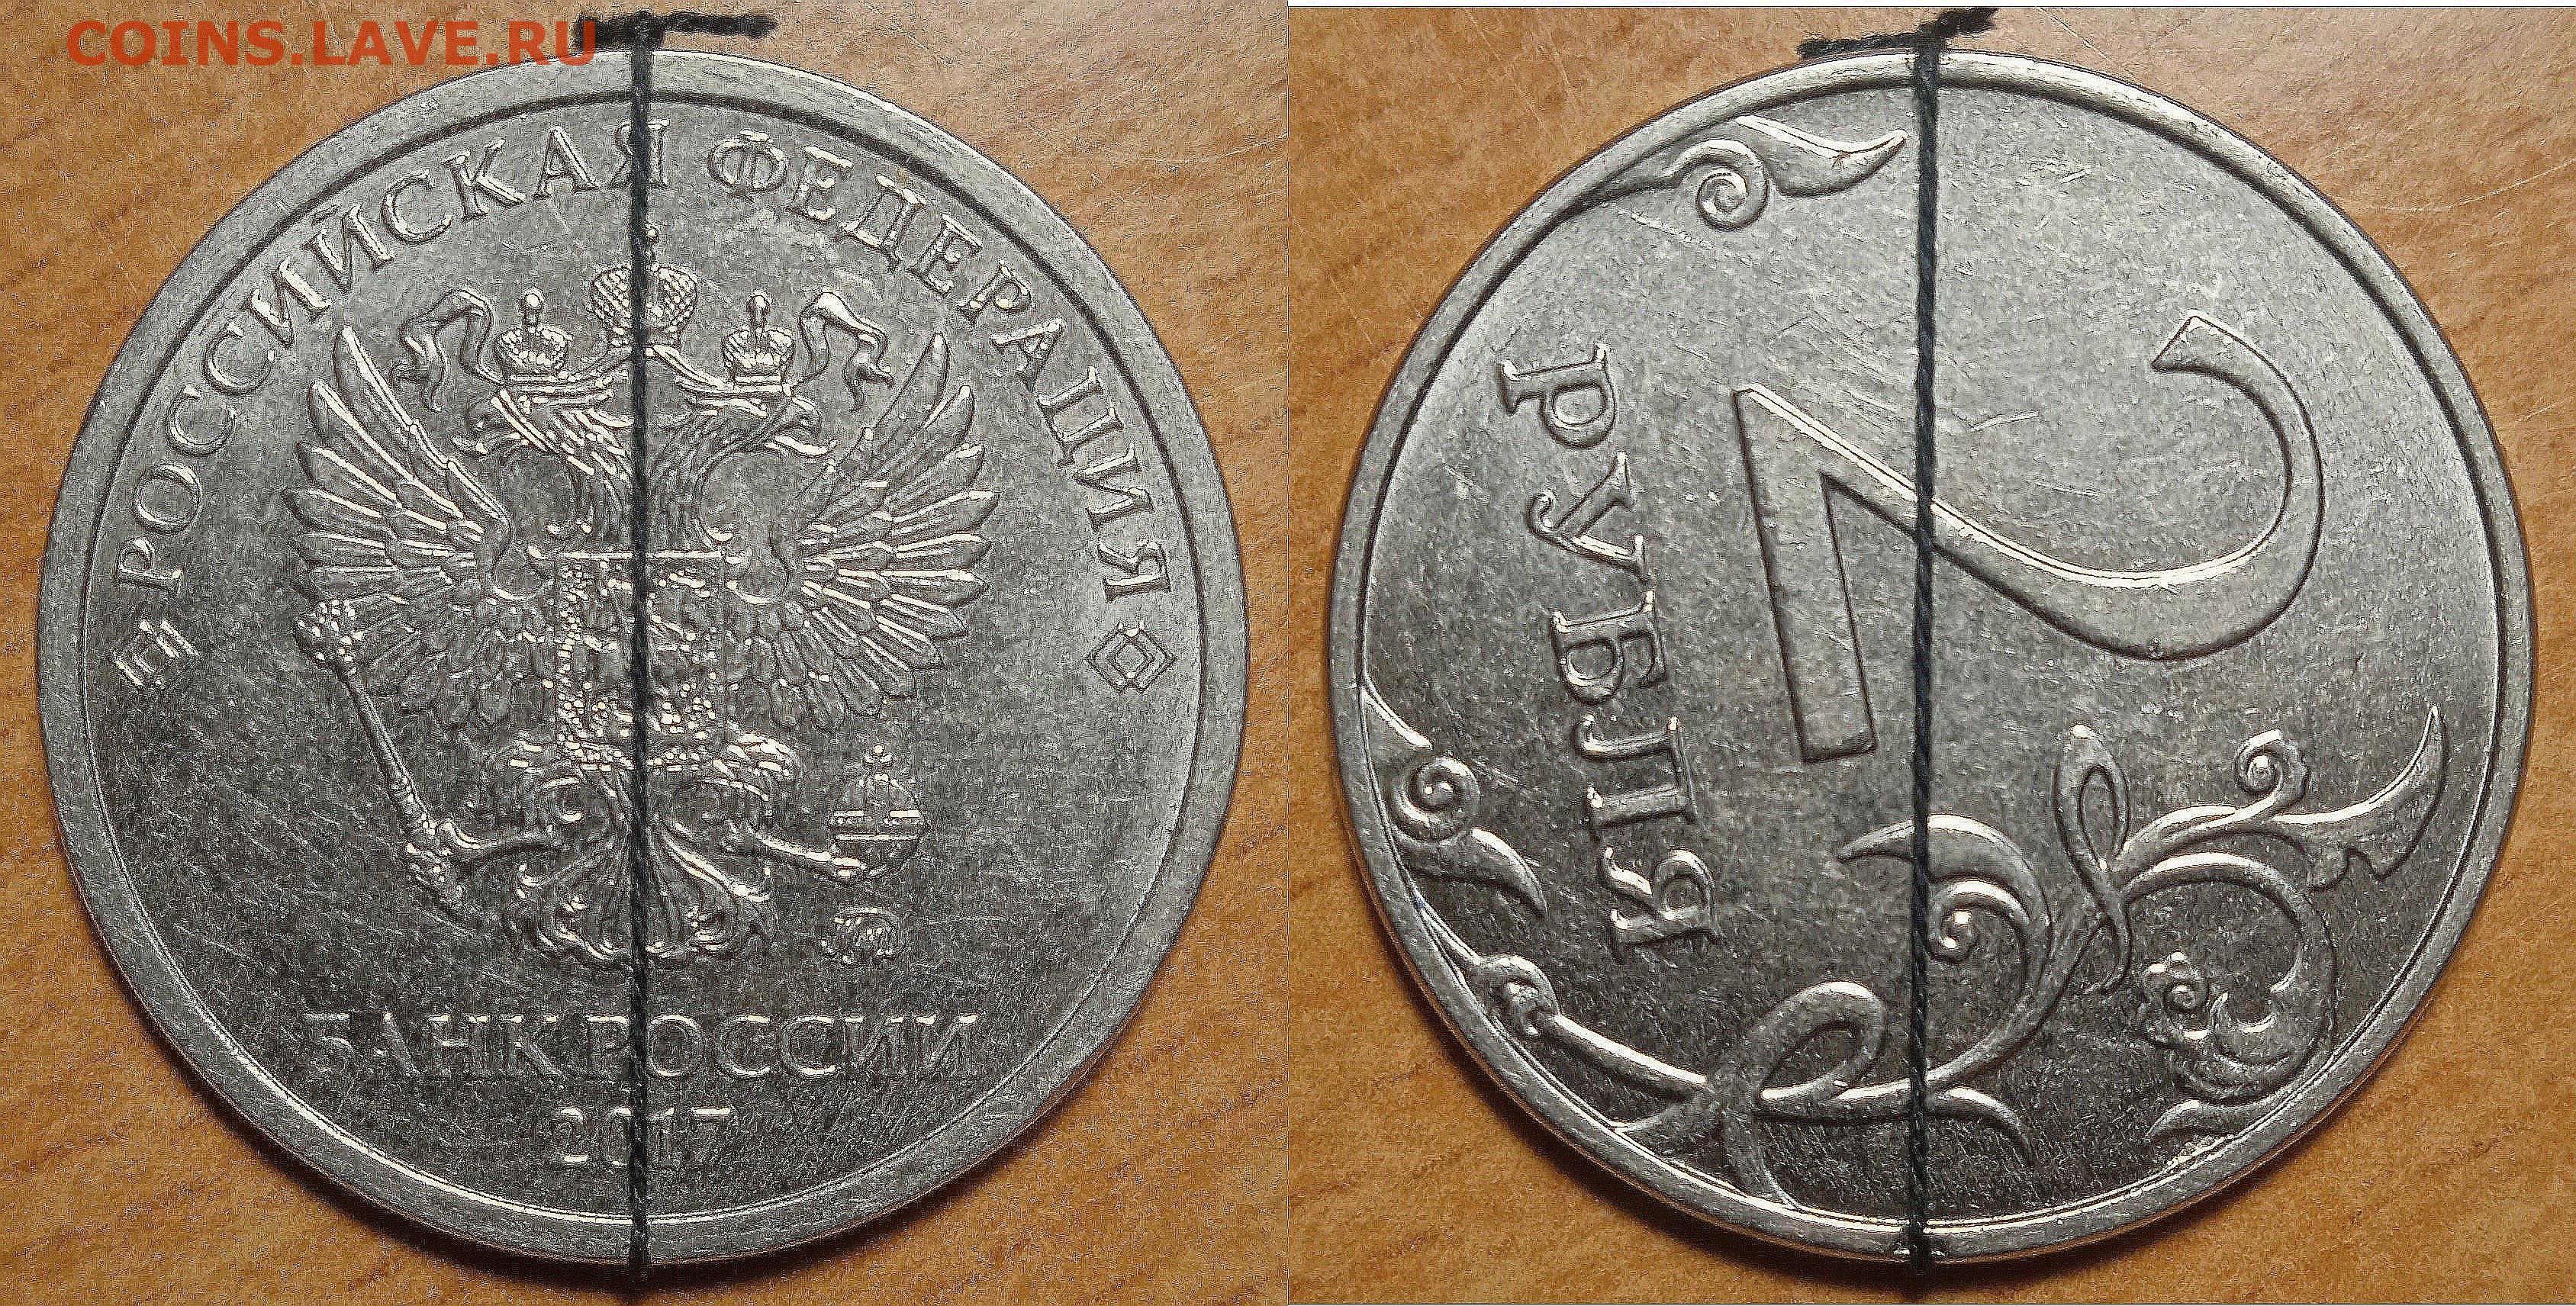 COINS.LAVE.RU
РОССИЙСКАЯ ФЕДЕРАЦИЯ
БАНК РОССИИ
2017
2
РУБЛЯ